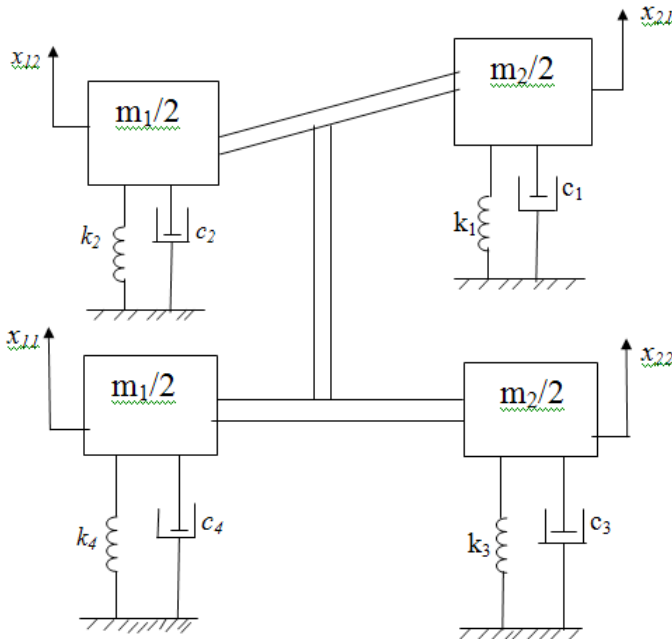 x₁₂ x₂₁
m₁/2 m₂/2
k₂ c₂ k₁ c₁
x₁₁ x₂₂
m₁/2 m₂/2
k₄ c₄ k₃ c₃